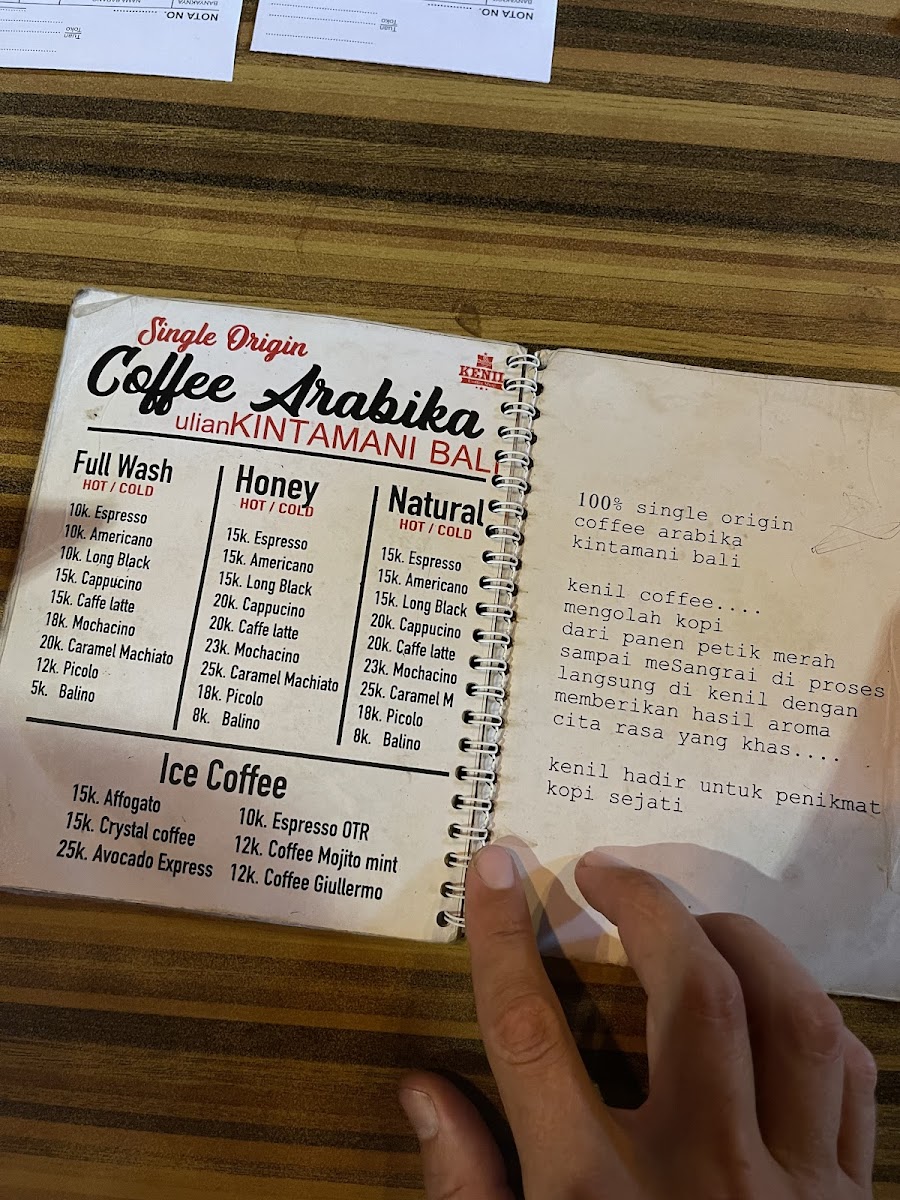 NOTA NO.
Tuan
Toko
BANYAKNYA
NOTA NO.
Tuan
Toko
Single Origin
Coffee Arabika
KENIL
ulianKINTAMANI BALI
Full Wash
HOT / COLD
10k. Espresso
10k. Americano
10k. Long Black
15k. Cappucino
15k. Caffe latte
18k. Mochacino
20k. Caramel Machiato
12k. Picolo
5k. Balino
Honey
HOT / COLD
15k. Espresso
15k. Americano
15k. Long Black
20k. Cappucino
20k. Caffe latte
23k. Mochacino
25k. Caramel Machiato
18k. Picolo
8k. Balino
Natural
HOT / COLD
15k. Espresso
15k. Americano
15k. Long Black
20k. Cappucino
20k. Caffe latte
23k. Mochacino
25k. Caramel M
18k. Picolo
8k. Balino
Ice Coffee
15k. Affogato
15k. Crystal coffee
25k. Avocado Express
10k. Espresso OTR
12k. Coffee Mojito mint
12k. Coffee Giullermo
100% single origin
coffee arabika
kintamani bali
kenil coffee....
mengolah kopi
dari panen petik merah
sampai meSangrai di proses
langsung di kenil dengan
memberikan hasil aroma
cita rasa yang khas....
kenil hadir untuk penikmat
kopi sejati